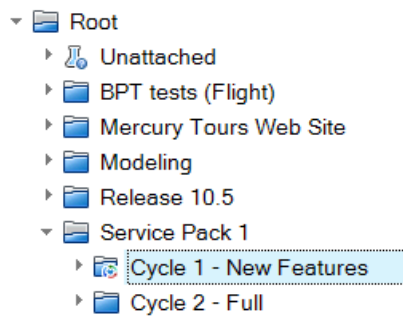 Root
Unattached
BPT tests (Flight)
Mercury Tours Web Site
Modeling
Release 10.5
Service Pack 1
Cycle 1 - New Features
Cycle 2 - Full